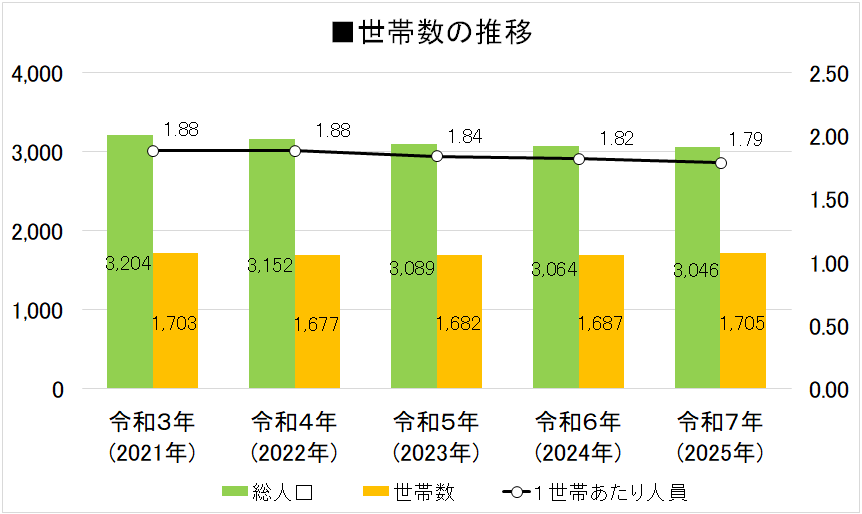 ■世帯数の推移
4,000
3,000
2,000
1,000
0
2.50
2.00
1.50
1.00
0.50
0.00
1.88
1.88
1.84
1.82
1.79
3,204
3,152
3,089
3,064
3,046
1,703
1,677
1,682
1,687
1,705
令和3年
(2021年)
令和4年
(2022年)
令和5年
(2023年)
令和6年
(2024年)
令和7年
(2025年)
総人口
世帯数
1世帯あたり人員